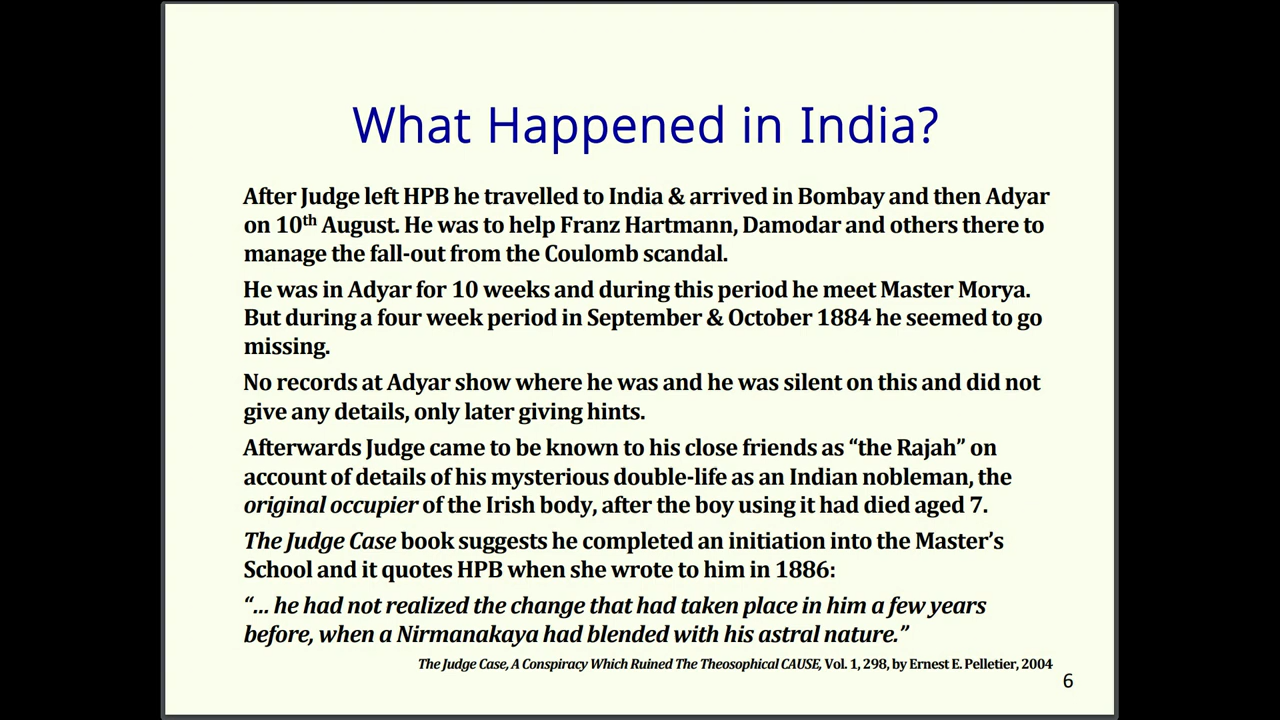 What Happened in India?
After Judge left HPB he travelled to India & arrived in Bombay and then Adyar
on 10th August. He was to help Franz Hartmann, Damodar and others there to
manage the fall-out from the Coulomb scandal.
He was in Adyar for 10 weeks and during this period he meet Master Morya.
But during a four week period in September & October 1884 he seemed to go
missing.
No records at Adyar show where he was and he was silent on this and did not
give any details, only later giving hints.
Afterwards Judge came to be known to his close friends as “the Rajah” on
account of details of his mysterious double-life as an Indian nobleman, the
original occupier of the Irish body, after the boy using it had died aged 7.
The Judge Case book suggests he completed an initiation into the Master’s
School and it quotes HPB when she wrote to him in 1886:
“... he had not realized the change that had taken place in him a few years
before, when a Nirmanakaya had blended with his astral nature.”
The Judge Case, A Conspiracy Which Ruined The Theosophical CAUSE, Vol. 1, 298, by Ernest E. Pelletier, 2004
6